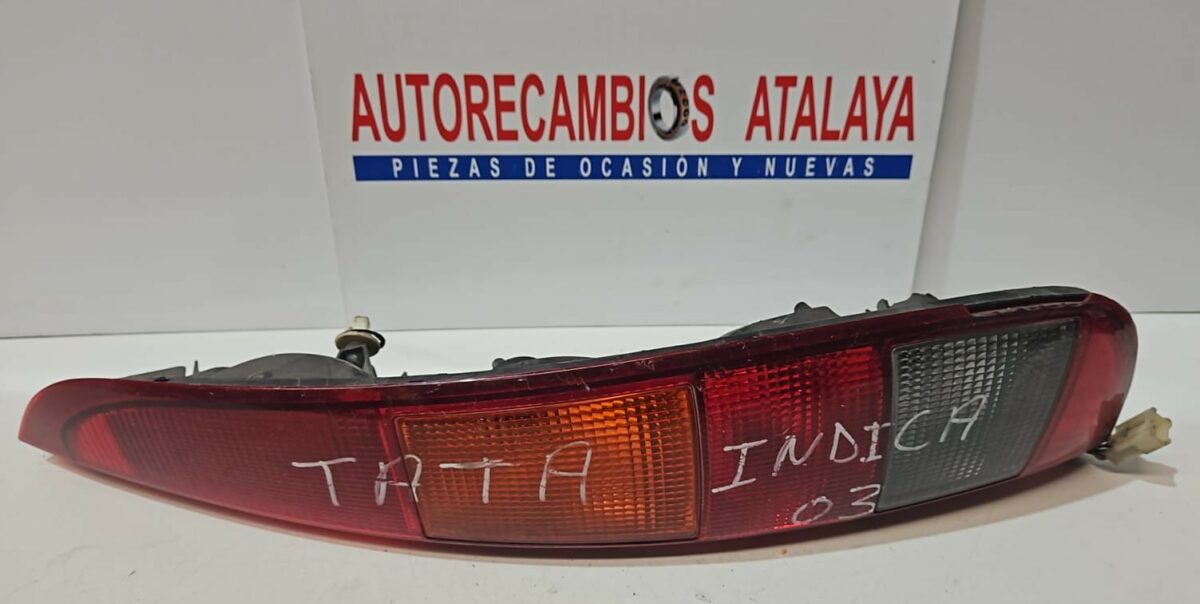 AUTORECAMBIOS ATALAYA
PIEZAS DE OCASIÓN Y NUEVAS
TATA INDICA
03